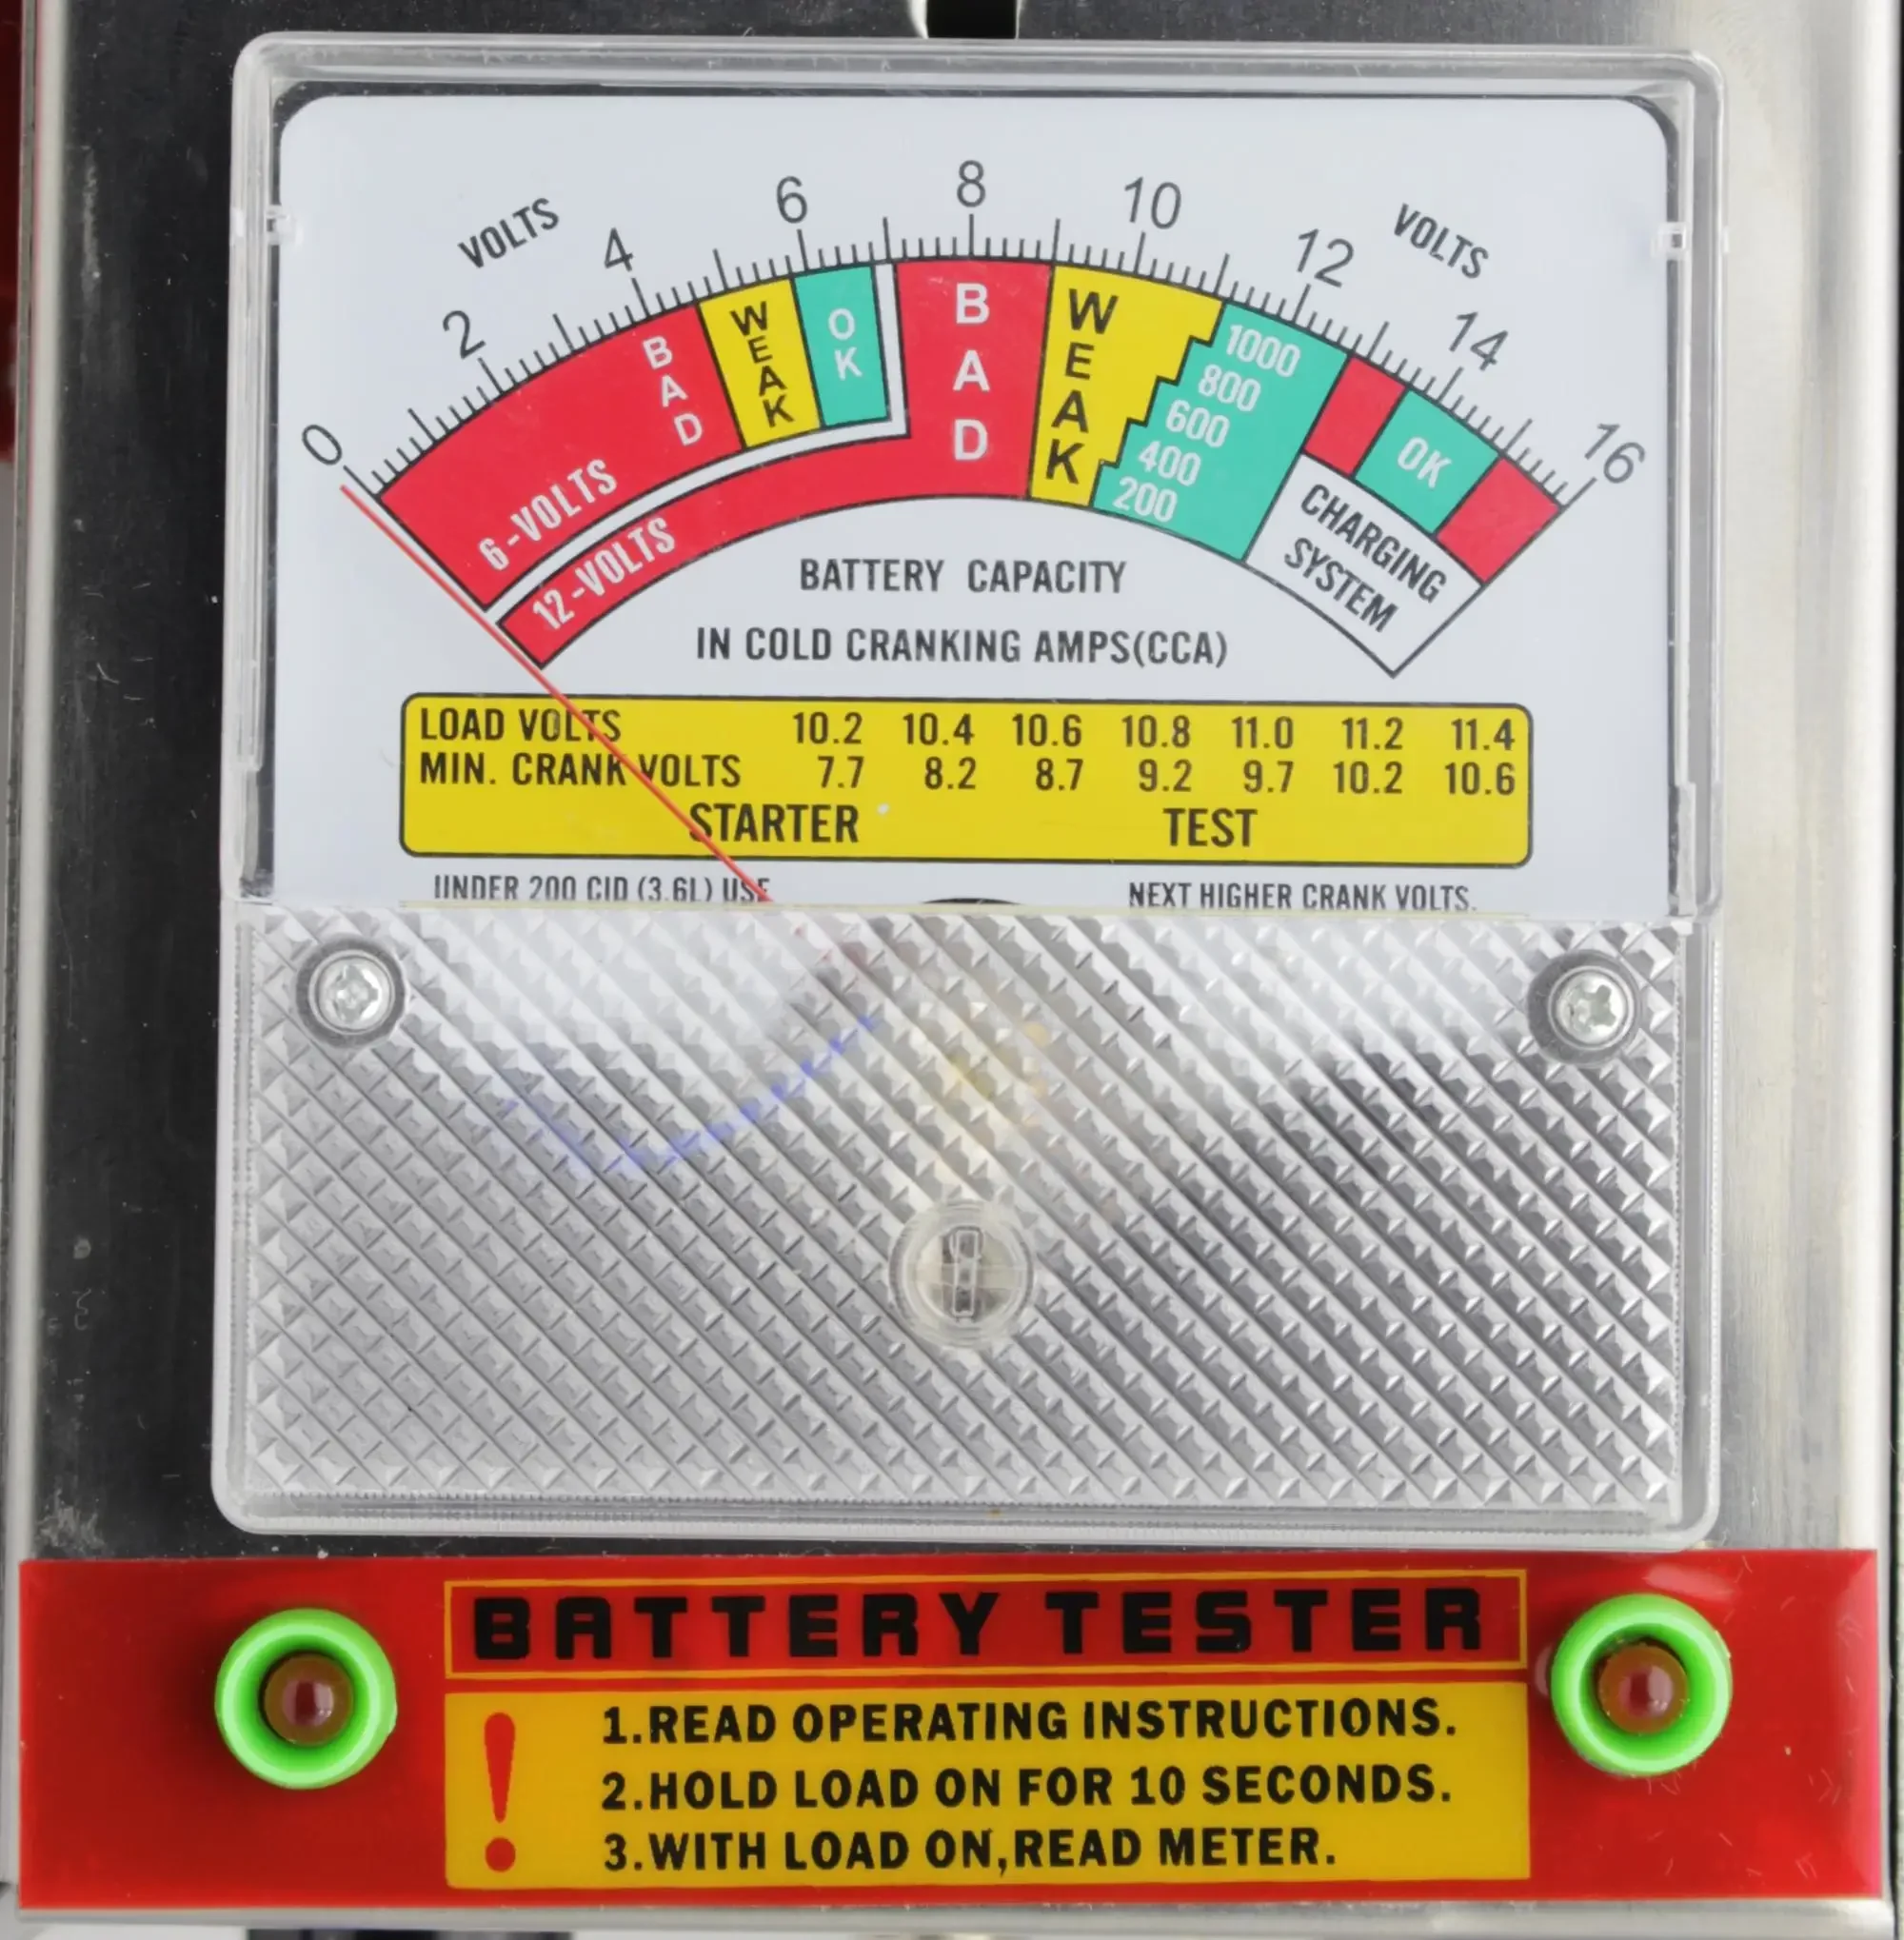 VOLTS VOLTS
0 2 4 6 8 10 12 14 16
BAD WEAK OK
BAD WEAK
1000
800
600
400
200
OK
6-VOLTS
12-VOLTS
CHARGING
SYSTEM
BATTERY CAPACITY
IN COLD CRANKING AMPS(CCA)
LOAD VOLTS 10.2 10.4 10.6 10.8 11.0 11.2 11.4
MIN. CRANK VOLTS 7.7 8.2 8.7 9.2 9.7 10.2 10.6
STARTER TEST
UNDER 200 CID (3.6L) USE NEXT HIGHER CRANK VOLTS.
BATTERY TESTER
! 1.READ OPERATING INSTRUCTIONS.
2.HOLD LOAD ON FOR 10 SECONDS.
3.WITH LOAD ON,READ METER.